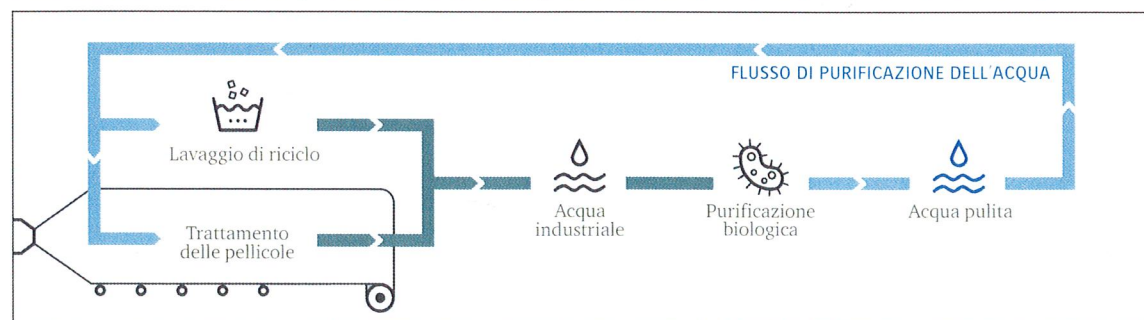 FLUSSO DI PURIFICAZIONE DELL'ACQUA
Lavaggio di riciclo
Trattamento
delle pellicole
Acqua
industriale
Purificazione
biologica
Acqua pulita